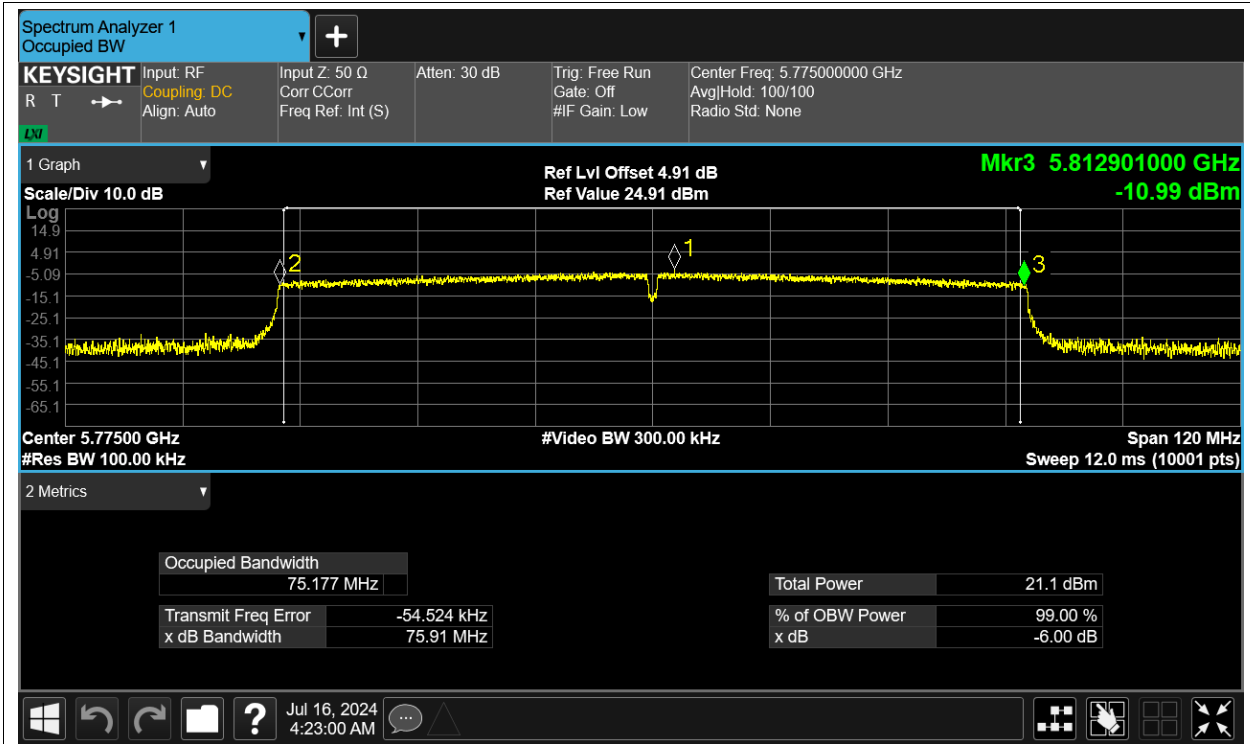 Spectrum Analyzer 1
Occupied BW
KEYSIGHT
R T
LXI
Input: RF
Coupling: DC
Align: Auto
Input Z: 50 Ω
Corr CCorr
Freq Ref: Int (S)
Atten: 30 dB
Trig: Free Run
Gate: Off
#IF Gain: Low
Center Freq: 5.775000000 GHz
Avg|Hold: 100/100
Radio Std: None
1 Graph
Scale/Div 10.0 dB
Ref Lvl Offset 4.91 dB
Ref Value 24.91 dBm
Mkr3 5.812901000 GHz
-10.99 dBm
Log
14.9
4.91
-5.09
-15.1
-25.1
-35.1
-45.1
-55.1
-65.1
2
1
3
Center 5.77500 GHz
#Res BW 100.00 kHz
#Video BW 300.00 kHz
Span 120 MHz
Sweep 12.0 ms (10001 pts)
2 Metrics
Occupied Bandwidth
75.177 MHz
Transmit Freq Error -54.524 kHz
x dB Bandwidth 75.91 MHz
Total Power 21.1 dBm
% of OBW Power 99.00 %
x dB -6.00 dB
?
Jul 16, 2024
4:23:00 AM